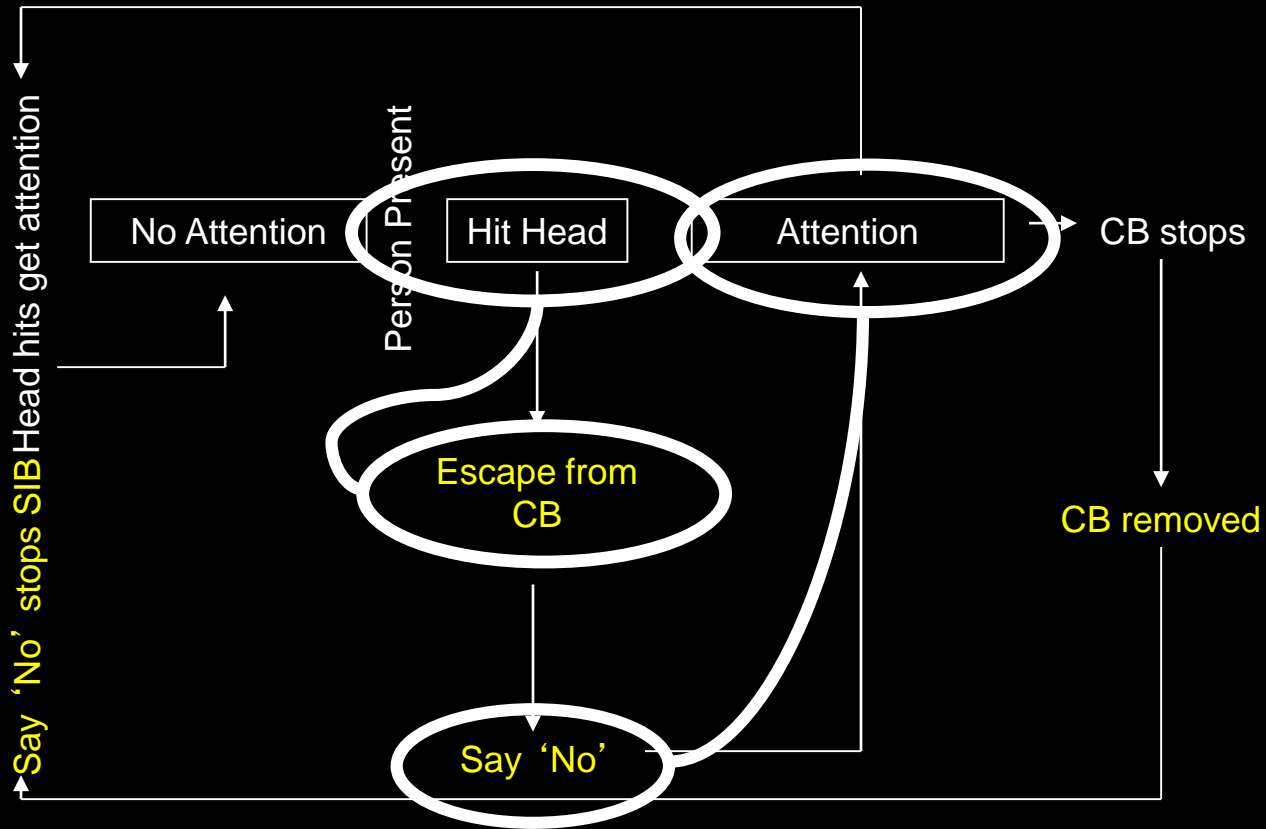 Head hits get attention
Say ‘No’ stops SIB
No Attention
Person Present
Hit Head
Attention
CB stops
Escape from
CB
CB removed
Say ‘No’